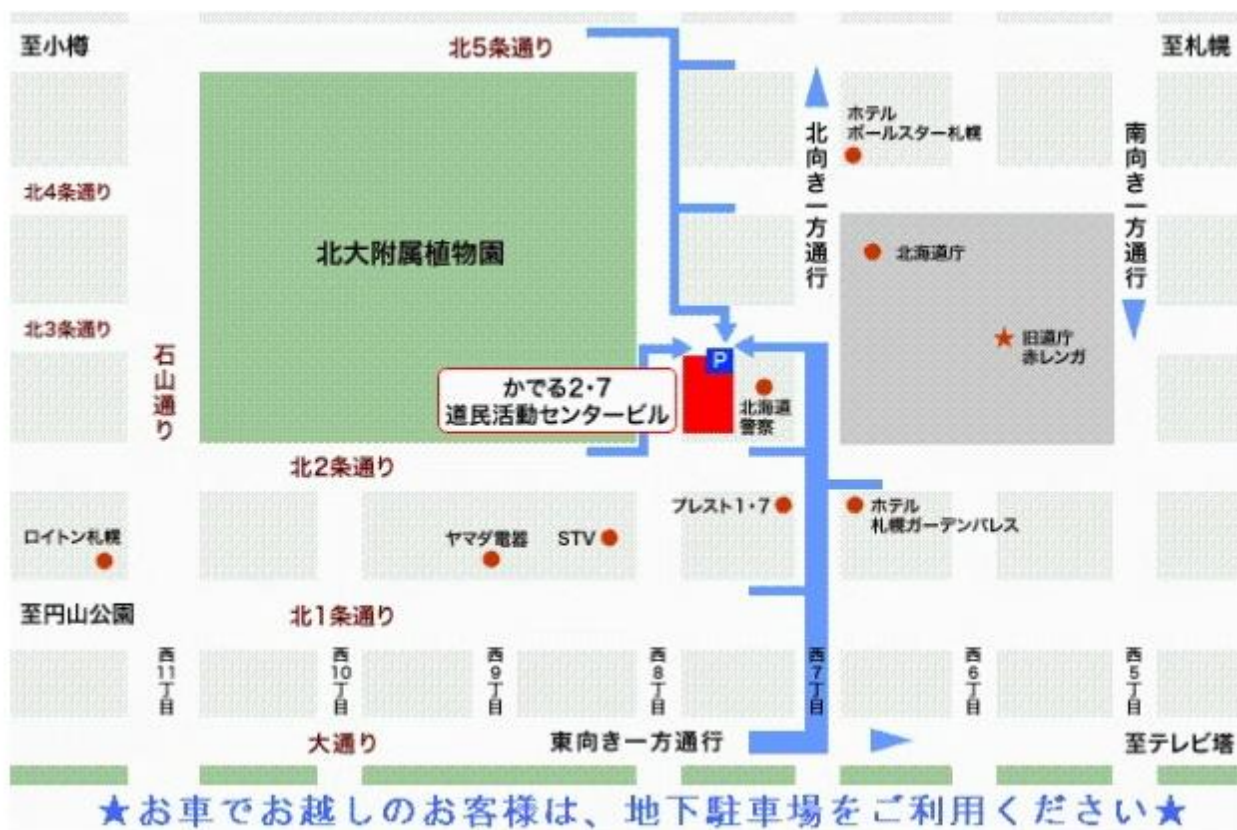 至小樽
北5条通り
至札幌
ホテル
ポールスター札幌
北向き一方通行
南向き一方通行
北4条通り
北大附属植物園
北海道庁
北3条通り
旧道庁
赤レンガ
石山通り
P
かでる2・7
道民活動センタービル
北海道
警察
北2条通り
プレスト1・7
ホテル
札幌ガーデンパレス
ロイトン札幌
ヤマダ電器
STV
至円山公園
北1条通り
西11丁目
西10丁目
西9丁目
西8丁目
西7丁目
西6丁目
西5丁目
大通り
東向き一方通行
至テレビ塔
★お車でお越しのお客様は、地下駐車場をご利用ください★